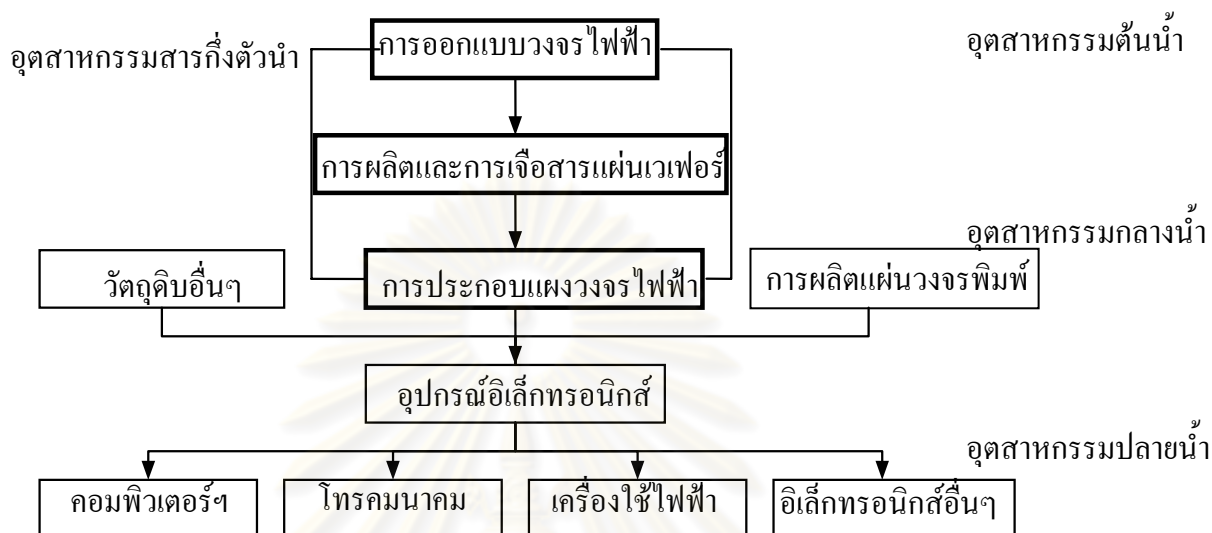 การออกแบบวงจรไฟฟ้า
อุตสาหกรรมต้นน้ำ
อุตสาหกรรมสารกึ่งตัวนำ
การผลิตและการเจือสารแผ่นเวเฟอร์
อุตสาหกรรมกลางน้ำ
วัตถุดิบอื่นๆ
การประกอบแผงวงจรไฟฟ้า
การผลิตแผ่นวงจรพิมพ์
อุปกรณ์อิเล็กทรอนิกส์
อุตสาหกรรมปลายน้ำ
คอมพิวเตอร์ฯ
โทรคมนาคม
เครื่องใช้ไฟฟ้า
อิเล็กทรอนิกส์อื่นๆ